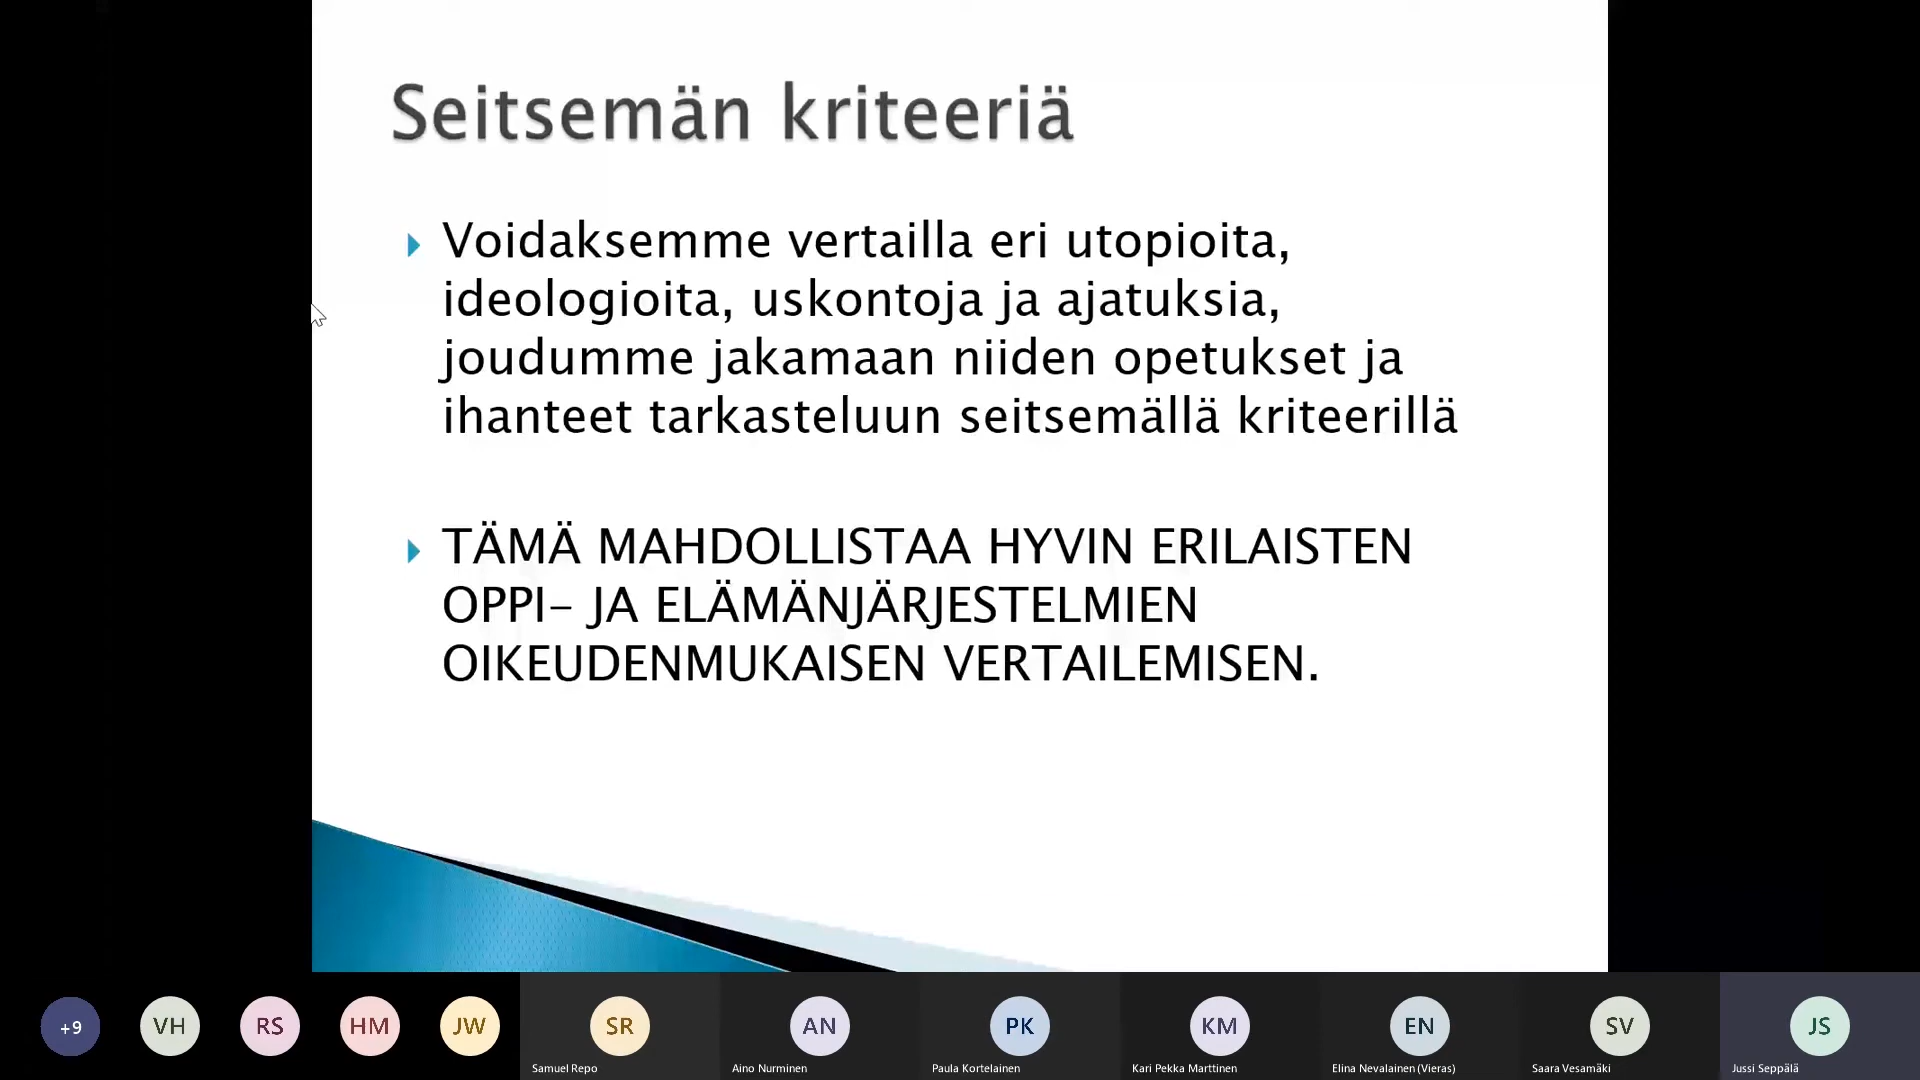 Seitsemän kriteeriä
Voidaksemme vertailla eri utopioita,
ideologioita, uskontoja ja ajatuksia,
joudumme jakamaan niiden opetukset ja
ihanteet tarkasteluun seitsemällä kriteerillä
TÄMÄ MAHDOLLISTAA HYVIN ERILAISTEN
OPPI- JA ELÄMÄNJÄRJESTELMIEN
OIKEUDENMUKAISEN VERTAILEMISEN.
+9
VH
RS
HM
JW
SR
AN
PK
KM
EN
SV
JS
Samuel Repo
Aino Nurminen
Paula Kortelainen
Kari Pekka Marttinen
Elina Nevalainen (Vieras)
Saara Vesamäki
Jussi Seppälä